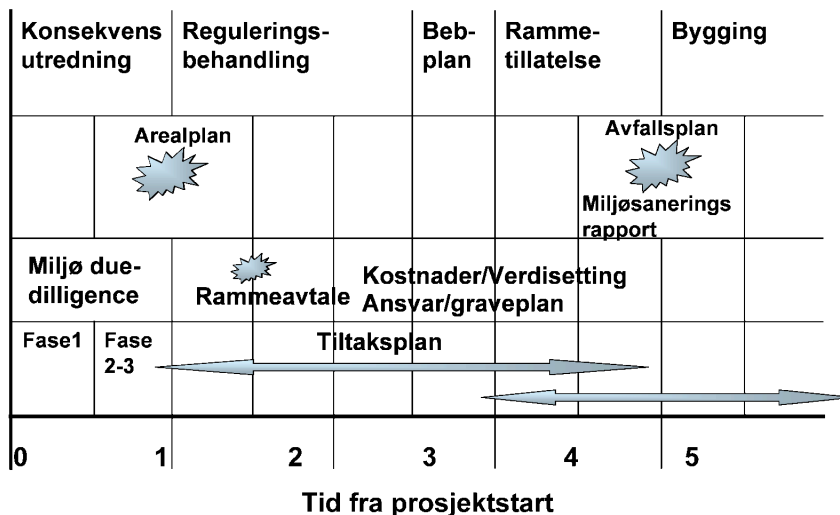 Konsekvens
utredning
Regulerings-
behandling
Beb-
plan
Ramme-
tillatelse
Bygging
Arealplan
Avfallsplan
Miljøsanerings
rapport
Miljø due-
dilligence
Rammeavtale
Kostnader/Verdisetting
Ansvar/graveplan
Fase1
Fase
2-3
Tiltaksplan
0 1 2 3 4 5
Tid fra prosjektstart